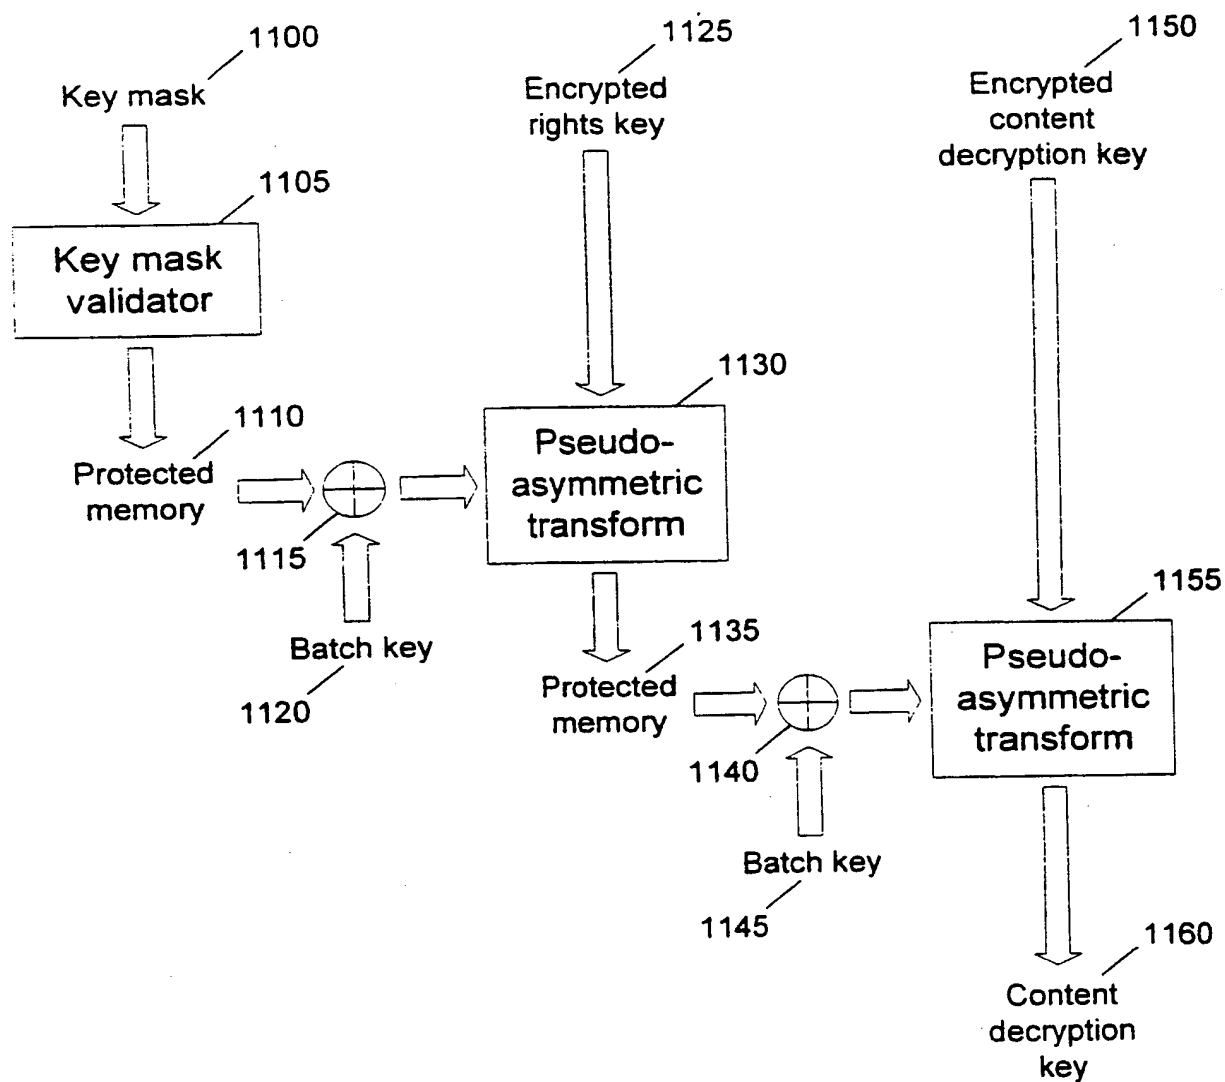 1100
Key mask
1105
Key mask
validator
1110
Protected
memory
1115
Batch key
1120
1125
Encrypted
rights key
1130
Pseudo-
asymmetric
transform
1135
Protected
memory
1140
Batch key
1145
1150
Encrypted
content
decryption key
1155
Pseudo-
asymmetric
transform
1160
Content
decryption
key